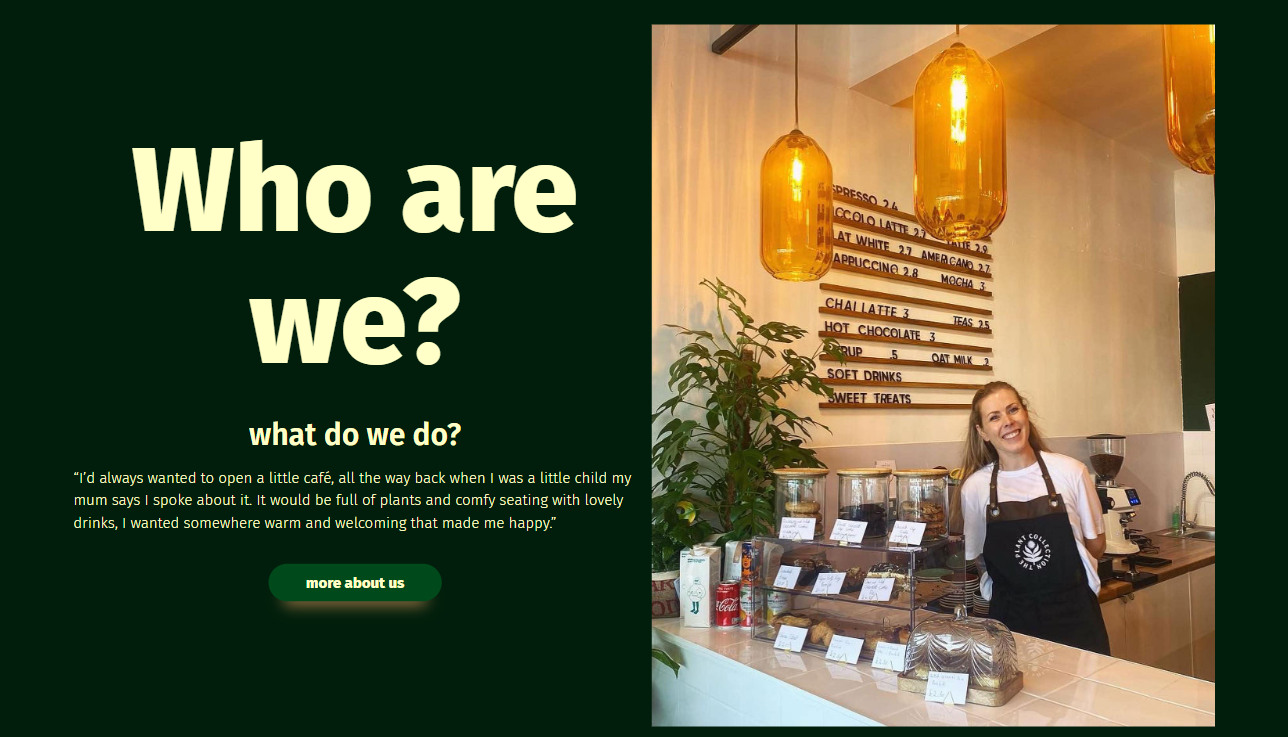 Who are
we?
what do we do?
“I’d always wanted to open a little café, all the way back when I was a little child my
mum says I spoke about it. It would be full of plants and comfy seating with lovely
drinks, I wanted somewhere warm and welcoming that made me happy.”
more about us
SPRESSO 2.4
CCOLO LATTE 2.7
LAT WHITE 2.7 AMERICANO 2.7
APPUCCINO 2.8 MOCHA 3
CHAI LATTE 3 TEAS 2.5
HOT CHOCOLATE 3
RUP .5 OAT MILK
SOFT DRINKS
SWEET TREATS
THE PLANT COLLECTION
Coca-Cola